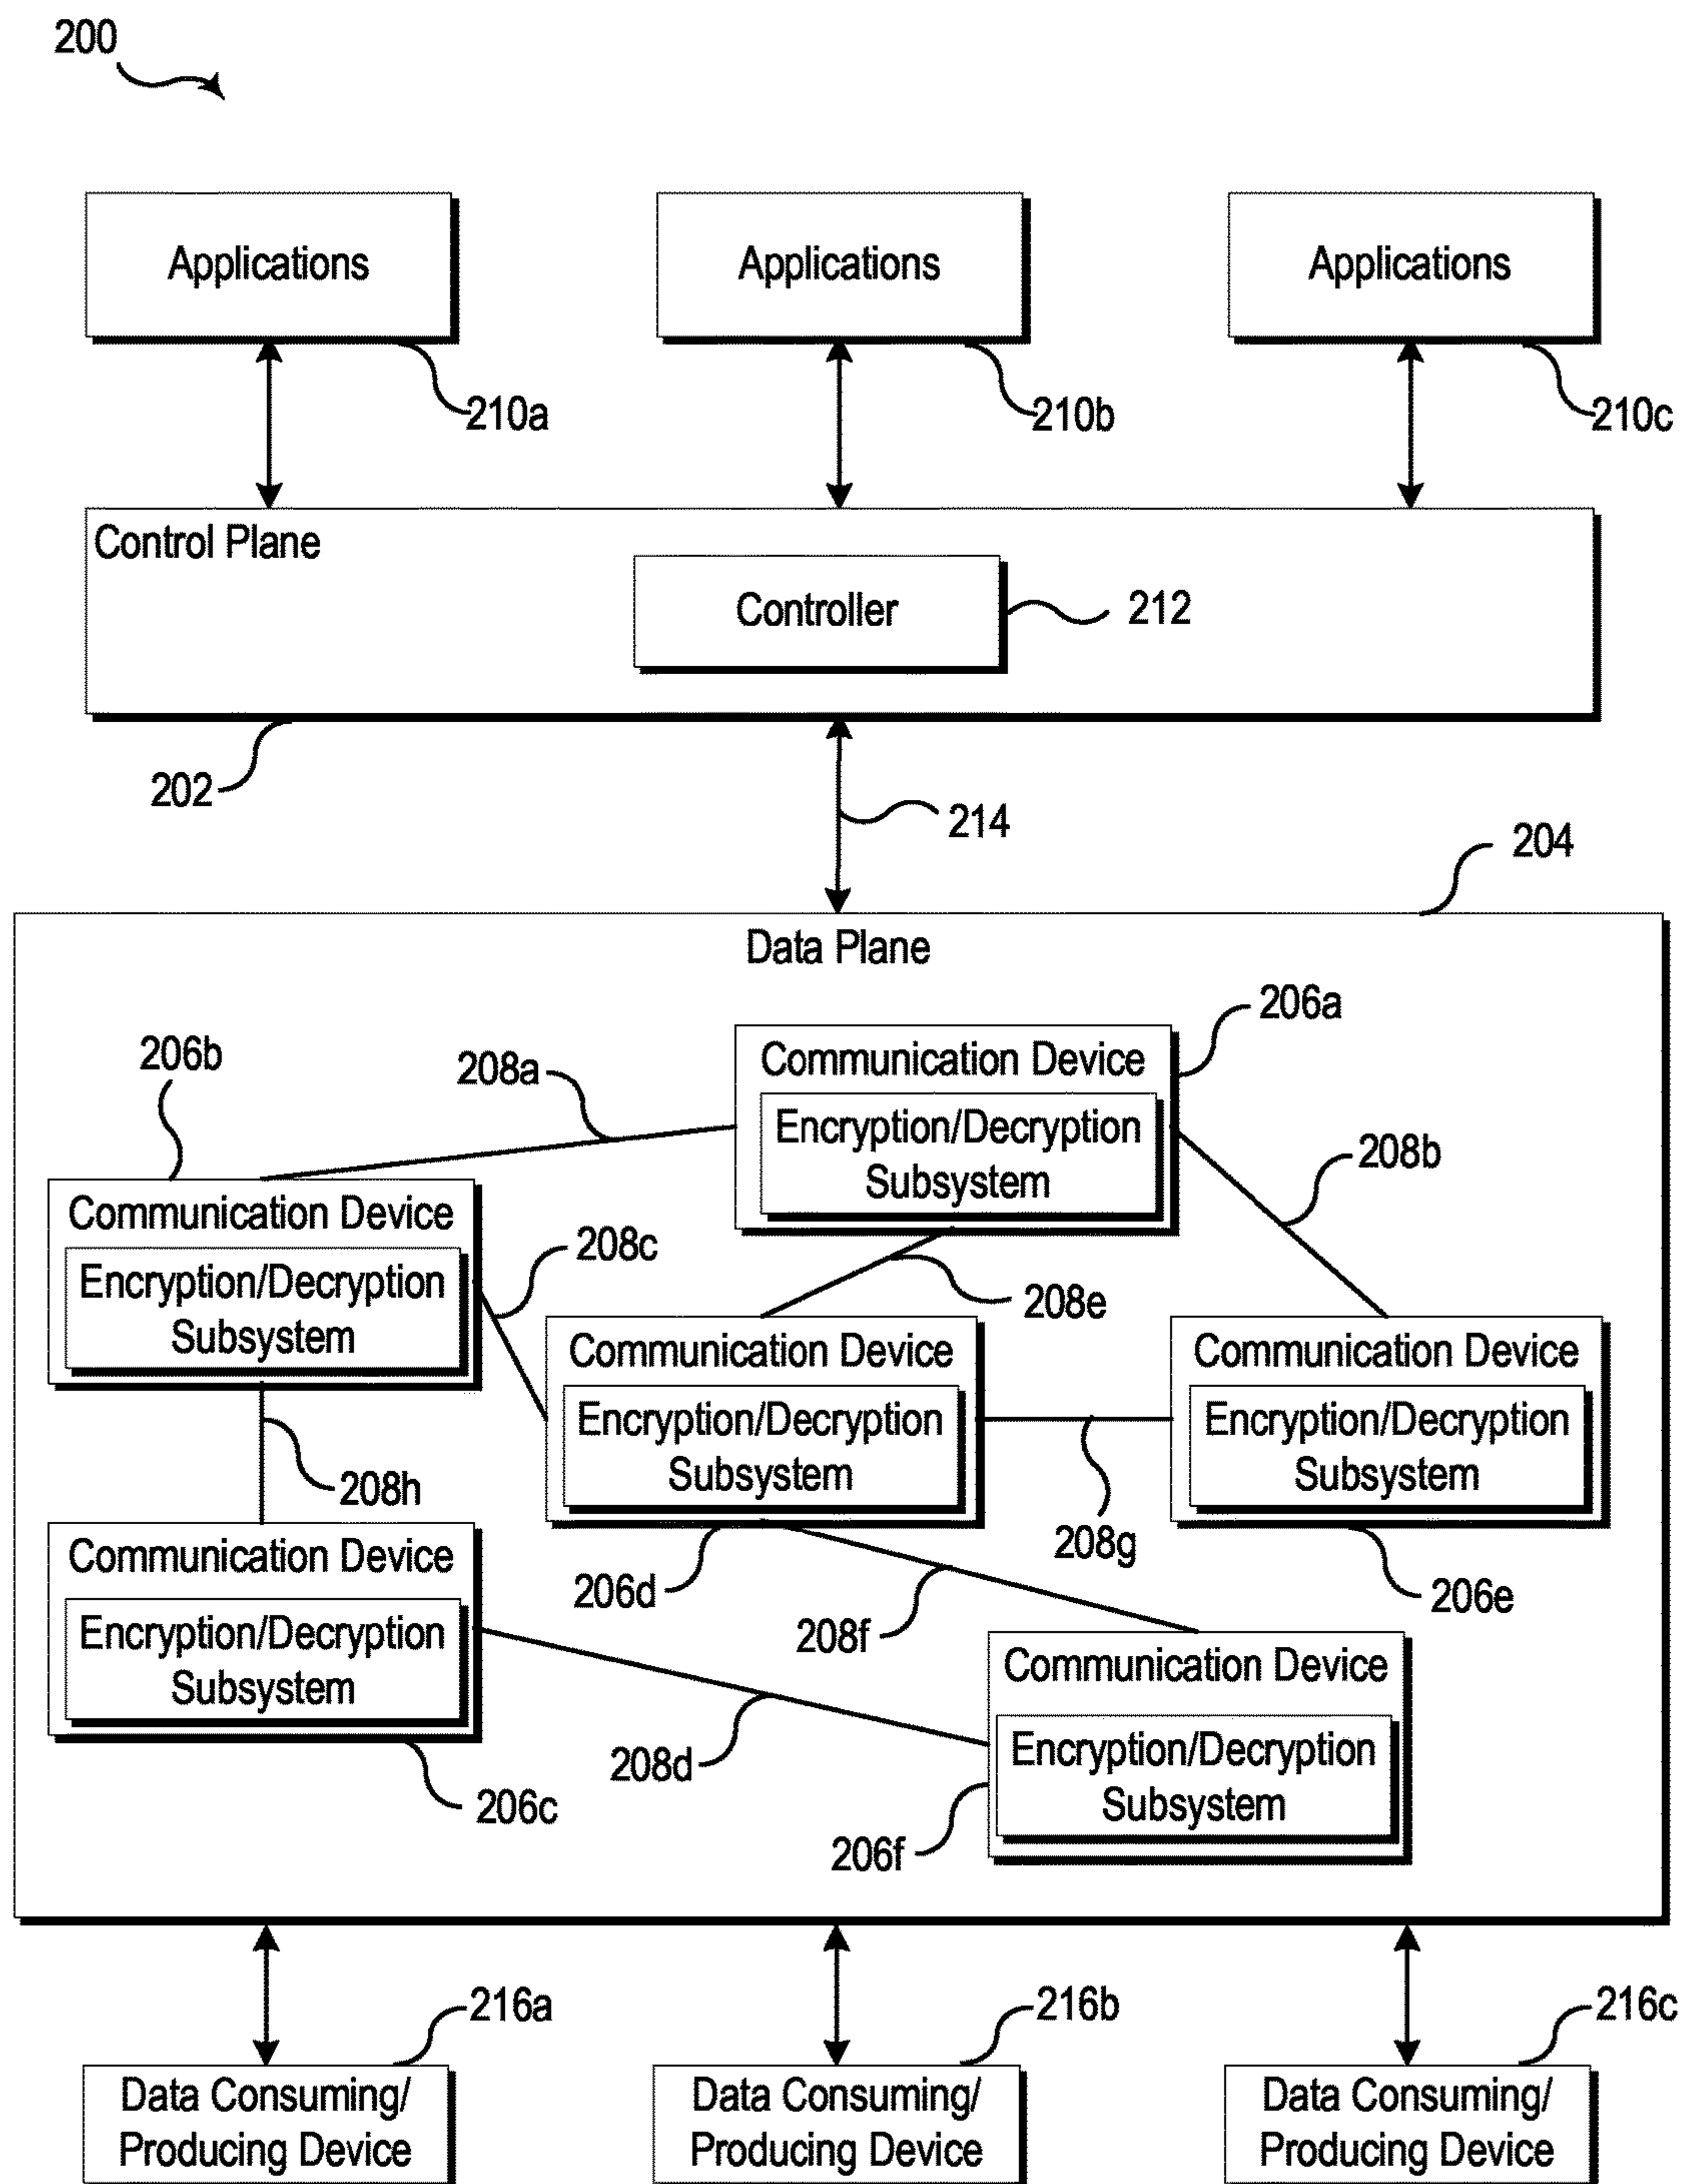 200
Applications
Applications
Applications
210a
210b
210c
Control Plane
Controller
212
202
214
204
Data Plane
206a
206b
208a
Communication Device
Encryption/Decryption
Subsystem
208b
Communication Device
Encryption/Decryption
Subsystem
208c
208e
Communication Device
Encryption/Decryption
Subsystem
Communication Device
Encryption/Decryption
Subsystem
208h
208g
206d
206e
Communication Device
Encryption/Decryption
Subsystem
208f
208d
206c
Communication Device
Encryption/Decryption
Subsystem
206f
216a
216b
216c
Data Consuming/
Producing Device
Data Consuming/
Producing Device
Data Consuming/
Producing Device